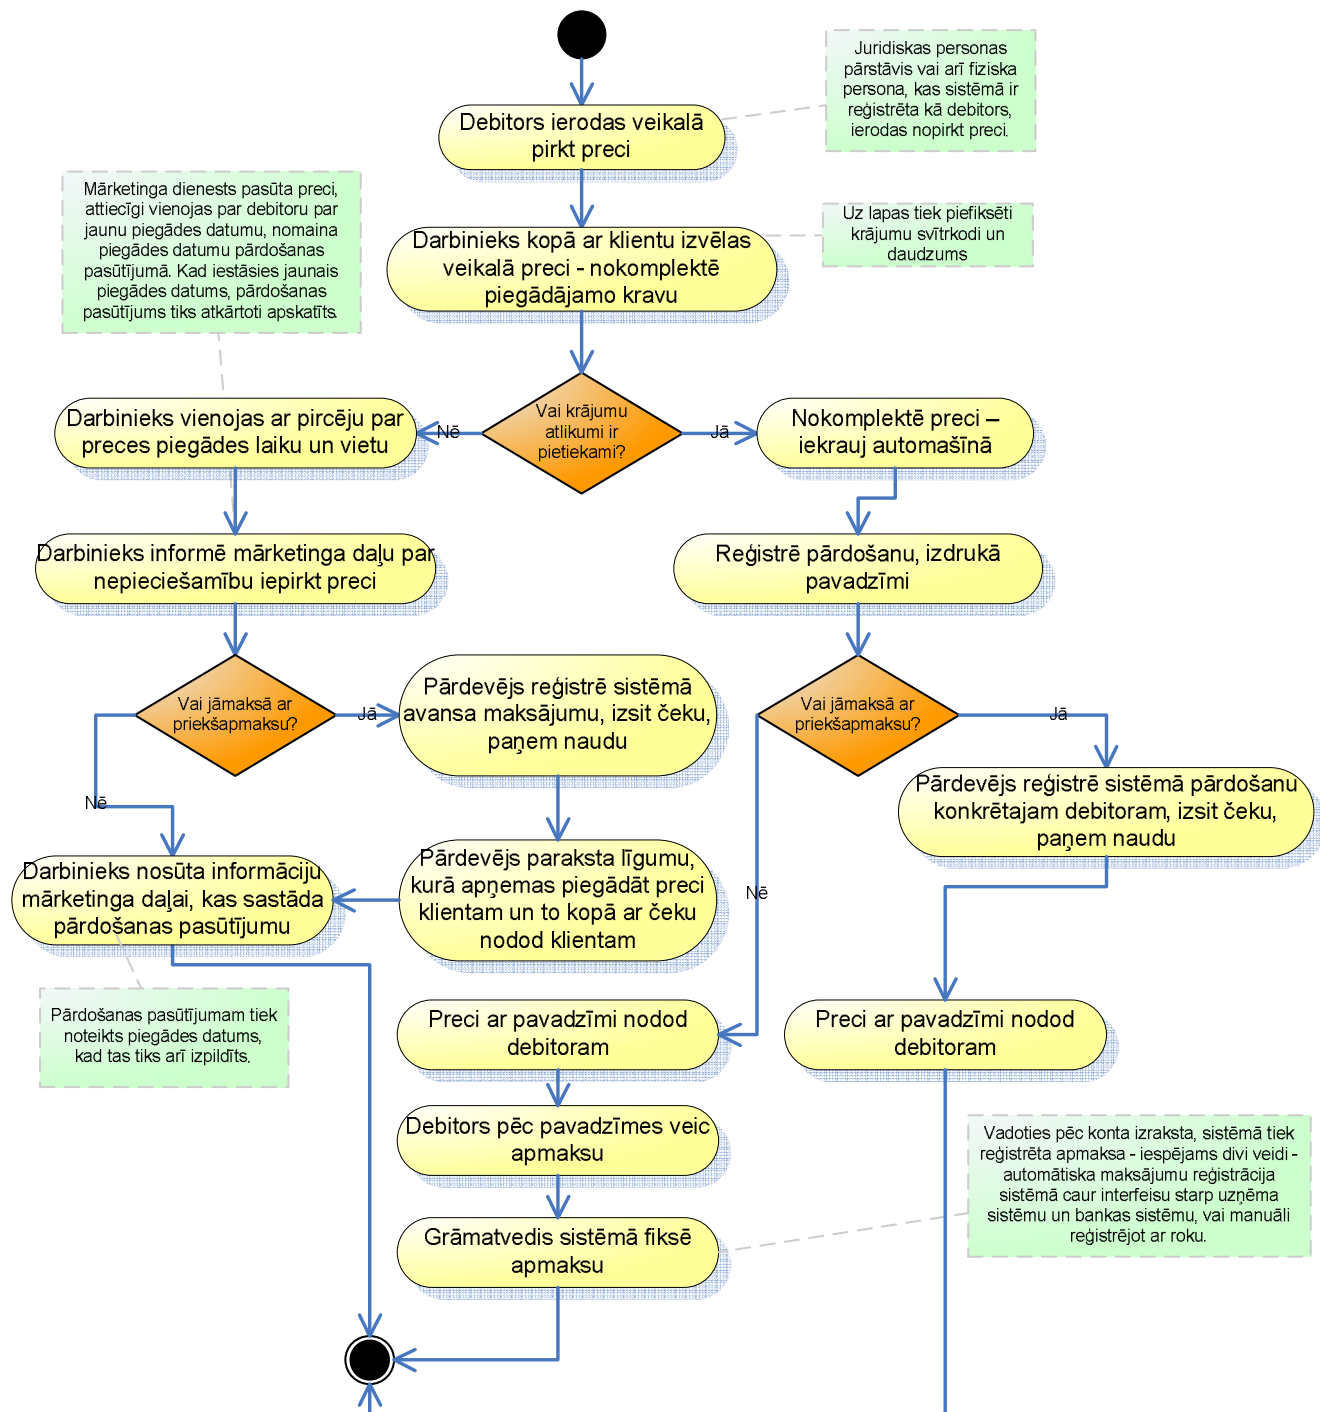 Juridiskas personas
pārstāvis vai arī fiziska
persona, kas sistēmā ir
reģistrēta kā debitors,
ierodas nopirkt preci.
Debitors ierodas veikalā
pirkt preci
Mārketinga dienests pasūta preci,
attiecīgi vienojas par debitoru par
jaunu piegādes datumu, nomaina
piegādes datumu pārdošanas
pasūtījumā. Kad iestāsies jaunais
piegādes datums, pārdošanas
pasūtījums tiks atkārtoti apskatīts.
Uz lapas tiek piefiksēti
krājumu svītrkodi un
daudzums
Darbinieks kopā ar klientu izvēlas
veikalā preci - nokomplektē
piegādājamo kravu
Darbinieks vienojas ar pircēju par
preces piegādes laiku un vietu
Nē
Vai krājumu
atlikumi ir
pietiekami?
Jā
Nokomplektē preci –
iekrauj automašīnā
Darbinieks informē mārketinga daļu par
nepieciešamību iepirkt preci
Reģistrē pārdošanu, izdrukā
pavadzīmi
Vai jāmaksā ar
priekšapmaksu?
Jā
Pārdevējs reģistrē sistēmā
avansa maksājumu, izsit čeku,
paņem naudu
Vai jāmaksā ar
priekšapmaksu?
Jā
Nē
Pārdevējs reģistrē sistēmā pārdošanu
konkrētajam debitoram, izsit čeku,
paņem naudu
Darbinieks nosūta informāciju
mārketinga daļai, kas sastāda
pārdošanas pasūtījumu
Pārdevējs paraksta līgumu,
kurā apņemas piegādāt preci
klientam un to kopā ar čeku
nodod klientam
Nē
Pārdošanas pasūtījumam tiek
noteikts piegādes datums,
kad tas tiks arī izpildīts.
Preci ar pavadzīmi nodod
debitoram
Preci ar pavadzīmi nodod
debitoram
Debitors pēc pavadzīmes veic
apmaksu
Vadoties pēc konta izraksta, sistēmā tiek
reģistrēta apmaksa - iespējams divi veidi -
automātiska maksājumu reģistrācija
sistēmā caur interfeisu starp uzņēma
sistēmu un bankas sistēmu, vai manuāli
reģistrējot ar roku.
Grāmatvedis sistēmā fiksē
apmaksu